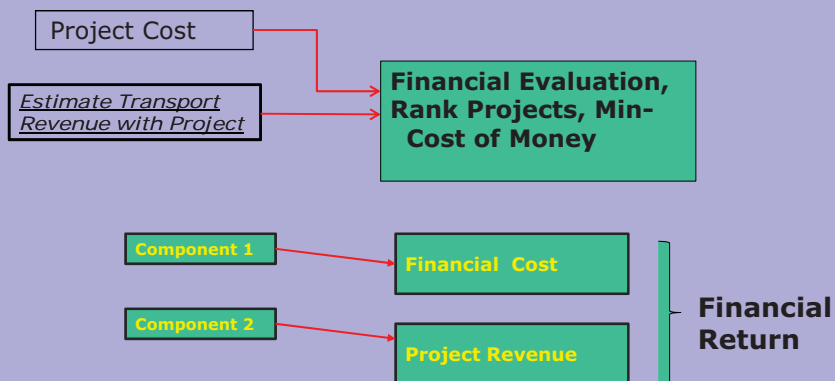 Project Cost
Estimate Transport
Revenue with Project
Financial Evaluation,
Rank Projects, Min-
Cost of Money
Component 1
Financial Cost
Component 2
Project Revenue
Financial
Return